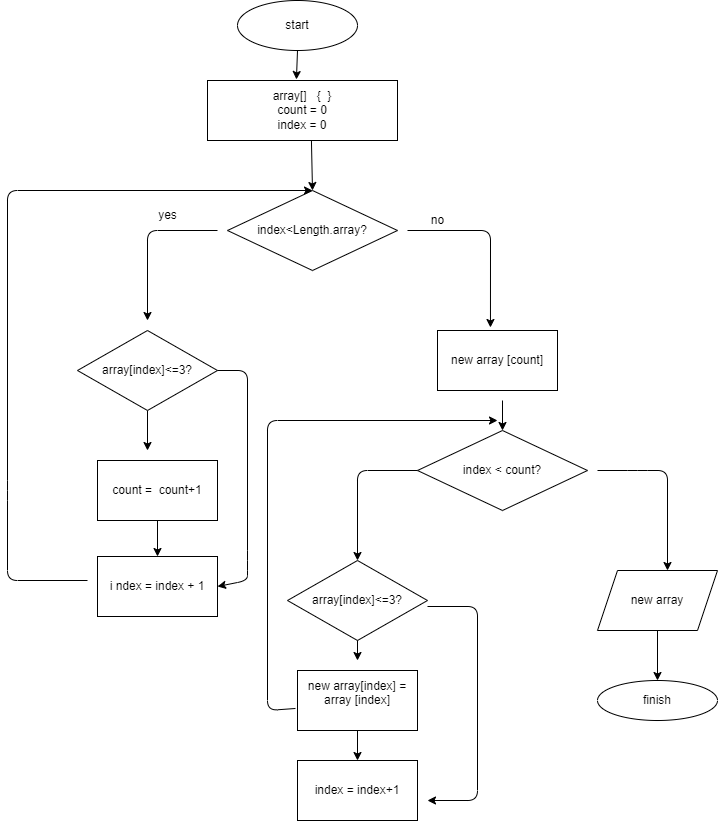 start
array[] { }
count = 0
index = 0
index<Length.array?
yes
no
array[index]<=3?
new array [count]
count = count+1
index < count?
i ndex = index + 1
array[index]<=3?
new array
new array[index] =
array [index]
finish
index = index+1